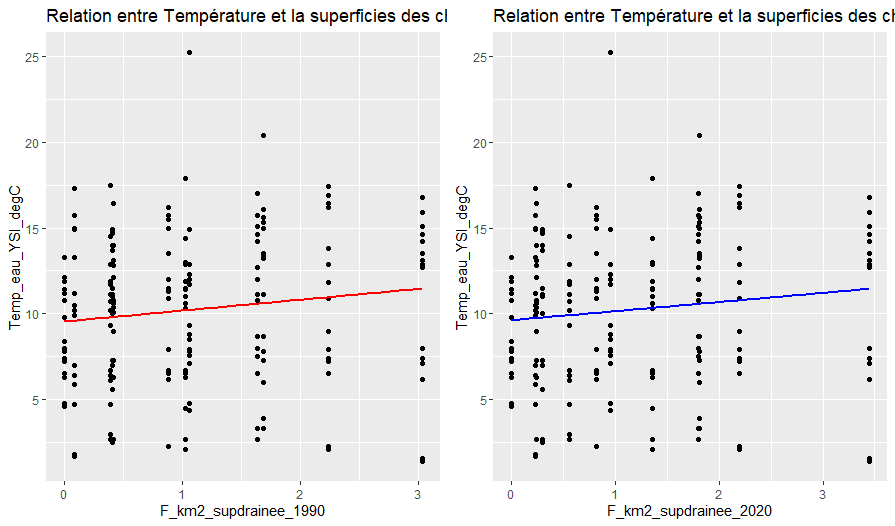 Relation entre Température et la superficies des cl
25
20
15
10
5
Temp_eau_YSI_degC
0 1 2 3
F_km2_supdrainee_1990
Relation entre Température et la superficies des ch
25
20
15
10
5
Temp_eau_YSI_degC
0 1 2 3
F_km2_supdrainee_2020